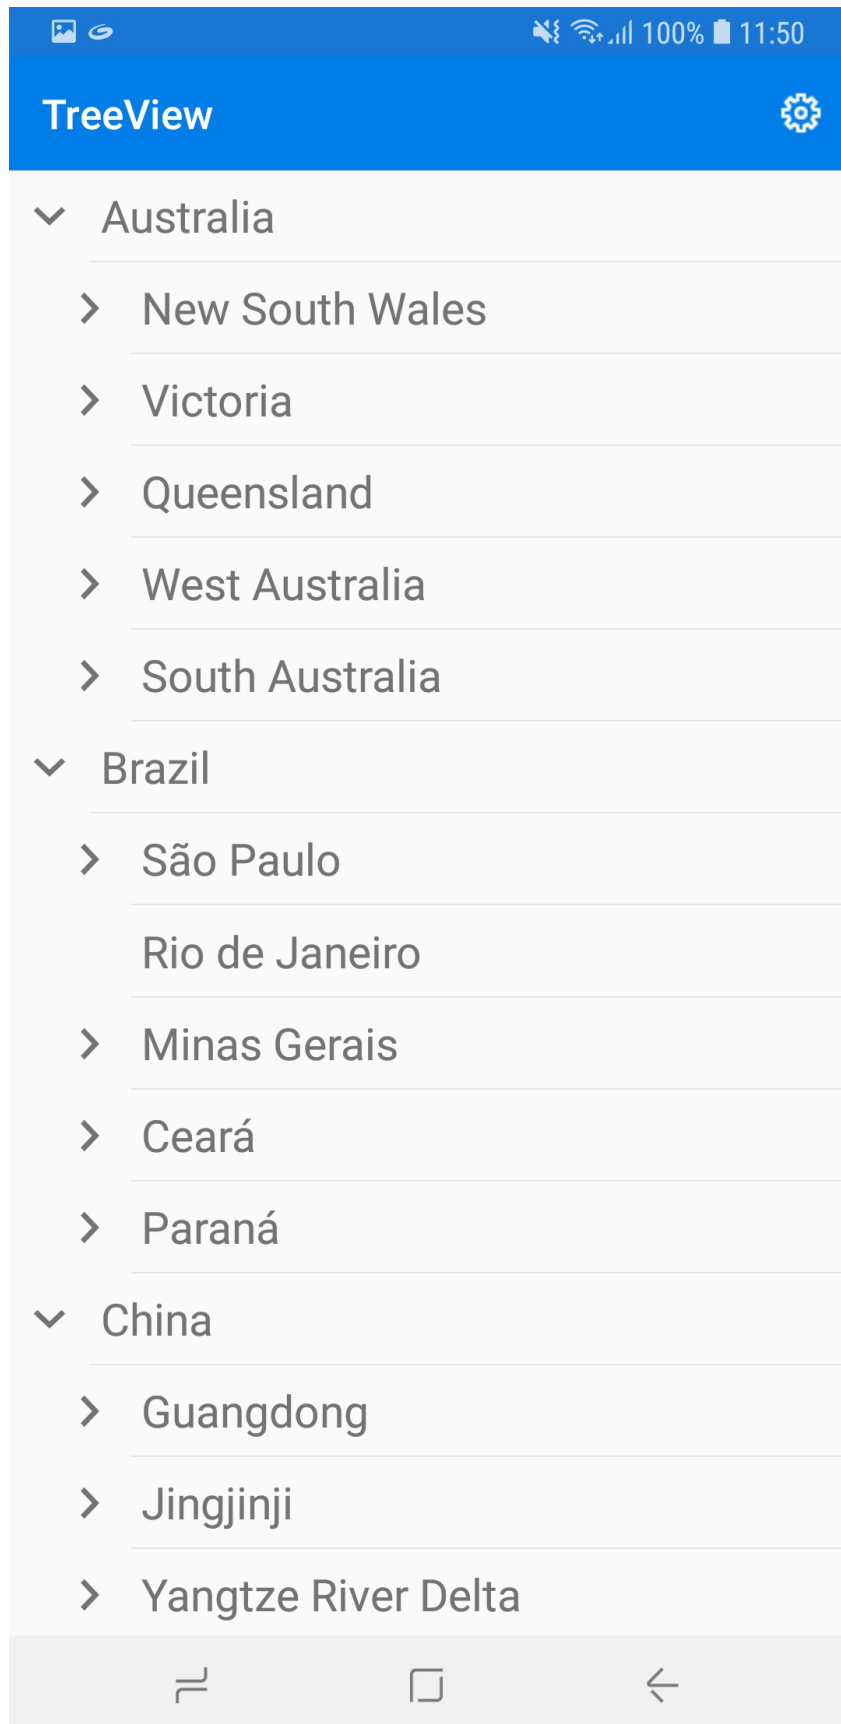 100% 11:50
TreeView
Australia
New South Wales
Victoria
Queensland
West Australia
South Australia
Brazil
São Paulo
Rio de Janeiro
Minas Gerais
Ceará
Paraná
China
Guangdong
Jingjinji
Yangtze River Delta